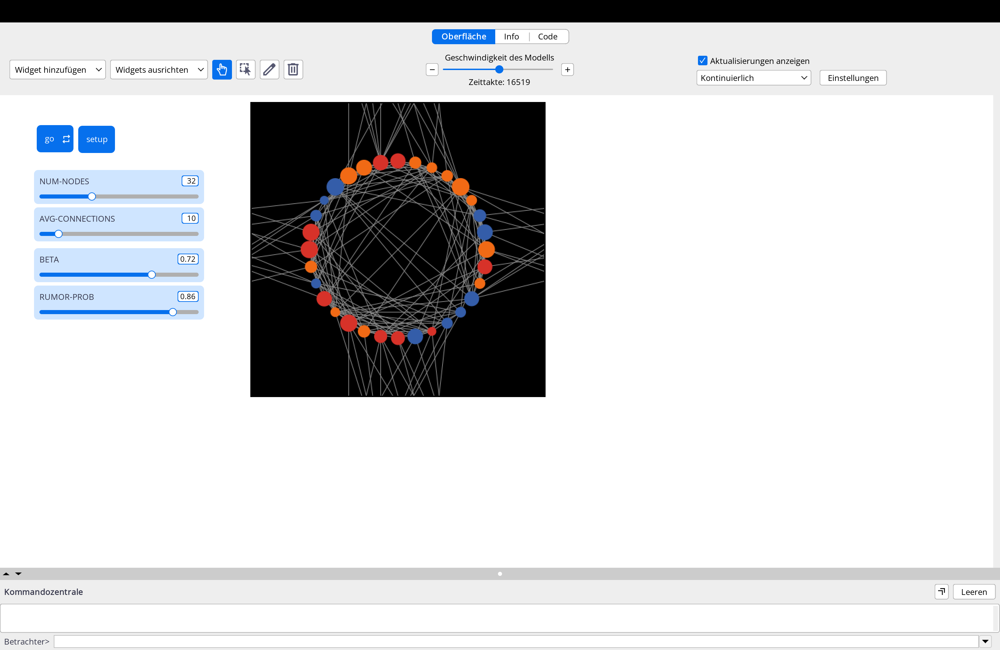 Oberfläche Info Code
Geschwindigkeit des Modells
Aktualisierungen anzeigen
Widget hinzufügen Widgets ausrichten − + Kontinuierlich Einstellungen
Zeittakte: 16519
go setup
NUM-NODES 32
AVG-CONNECTIONS 10
BETA 0.72
RUMOR-PROB 0.86
Kommandozentrale Leeren
Betrachter>